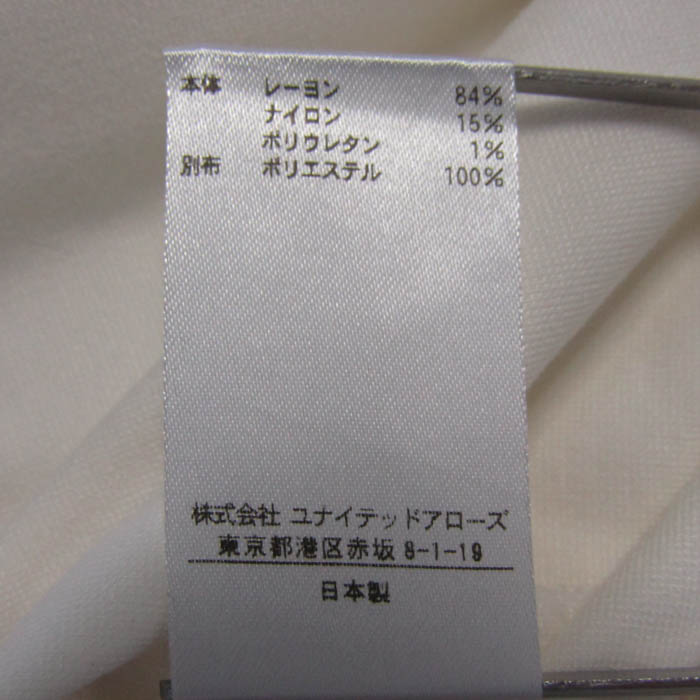 本体 レーヨン 84%
ナイロン 15%
ポリウレタン 1%
別布 ポリエステル 100%
株式会社 ユナイテッドアローズ
東京都港区赤坂 8-1-19
日本製